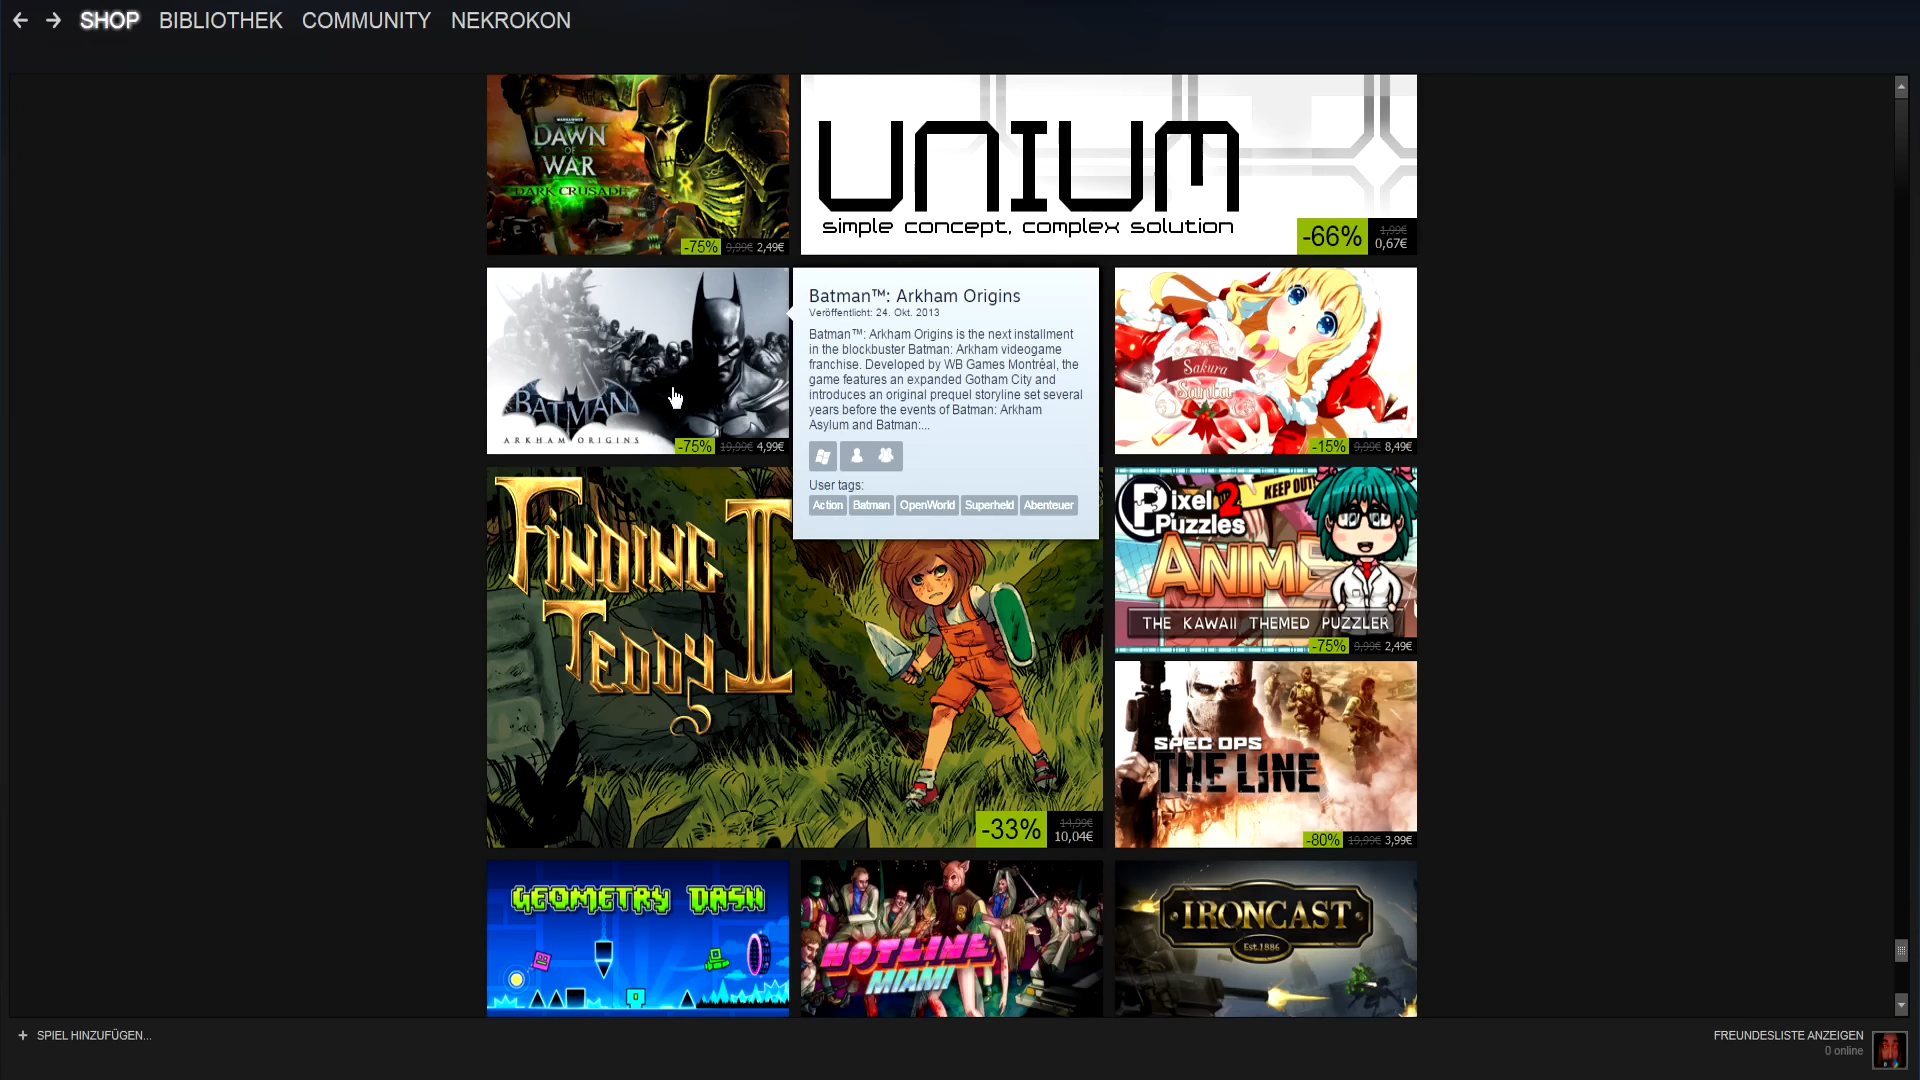 SHOP BIBLIOTHEK COMMUNITY NEKROKON
WARHAMMER
DAWN
OF
WAR
DARK CRUSADE
-75% 9,99€ 2,49€
UNIUM
simple concept, complex solution
-66% 1,99€
0,67€
BATMAN
ARKHAM ORIGINS
-75% 19,99€ 4,99€
Batman™: Arkham Origins
Veröffentlicht: 24. Okt. 2013
Batman™: Arkham Origins is the next installment
in the blockbuster Batman: Arkham videogame
franchise. Developed by WB Games Montréal, the
game features an expanded Gotham City and
introduces an original prequel storyline set several
years before the events of Batman: Arkham
Asylum and Batman:...
User tags:
Action Batman OpenWorld Superheld Abenteuer
Sakura
Santa
-15% 9,99€ 8,49€
FINDING
TEDDY II
-33% 14,99€
10,04€
Pixel 2
Puzzles
KEEP OUT!
ANIME
THE KAWAII THEMED PUZZLER
-75% 9,99€ 2,49€
SPEC OPS
THE LINE
-80% 19,99€ 3,99€
GEOMETRY DASH
HOTLINE
MIAMI
IRONCAST
Est.1886
+ SPIEL HINZUFÜGEN...
FREUNDESLISTE ANZEIGEN
0 online